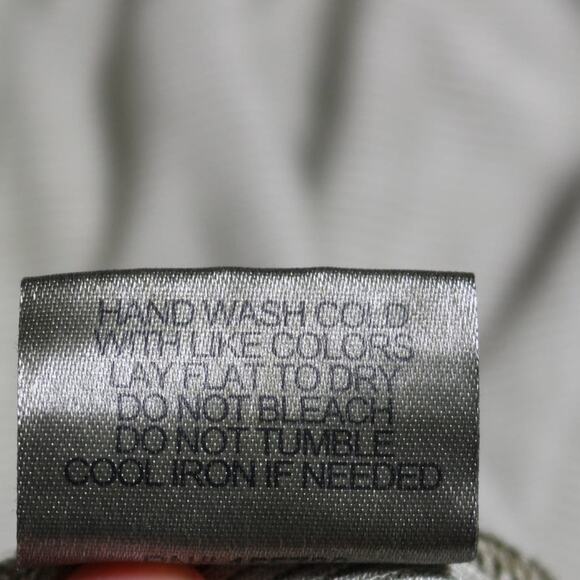 HAND WASH COLD
WITH LIKE COLORS
LAY FLAT TO DRY
DO NOT BLEACH
DO NOT TUMBLE
COOL IRON IF NEEDED